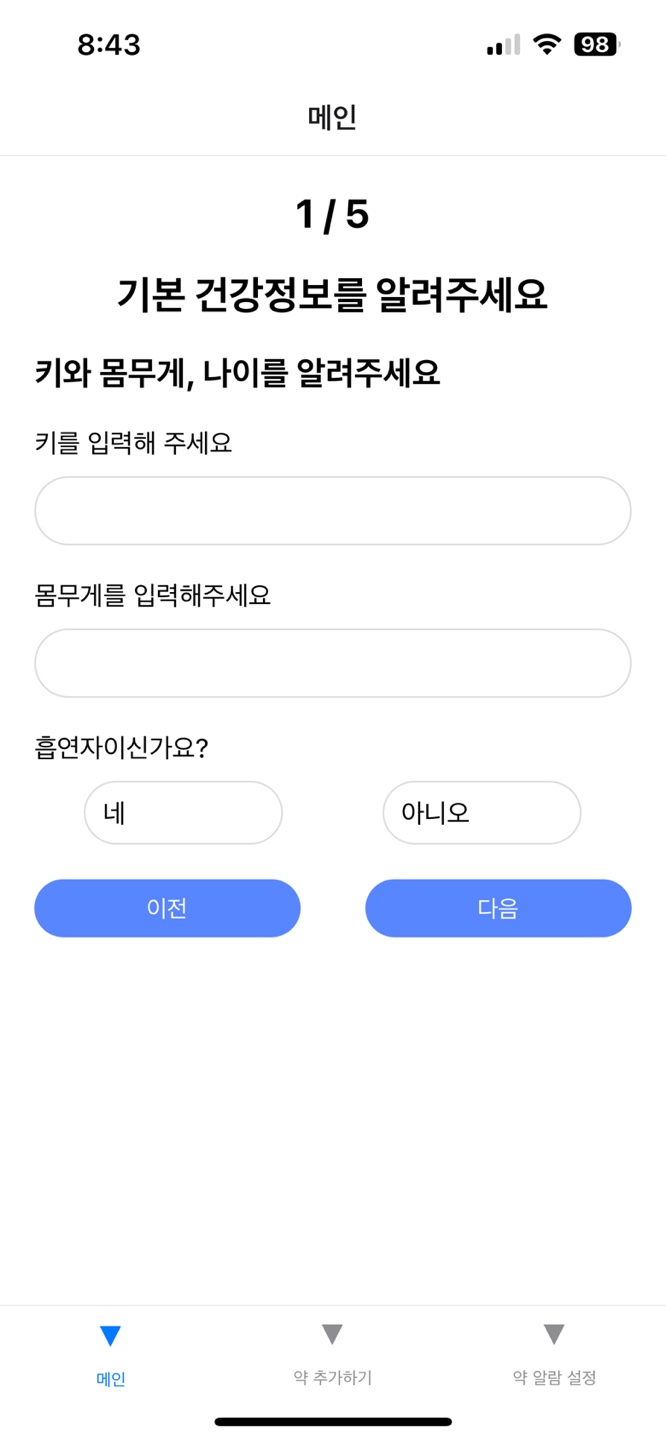 8:43
98
메인
1 / 5
기본 건강정보를 알려주세요
키와 몸무게, 나이를 알려주세요
키를 입력해 주세요
몸무게를 입력해주세요
흡연자이신가요?
네 아니오
이전 다음
메인 약 추가하기 약 알람 설정